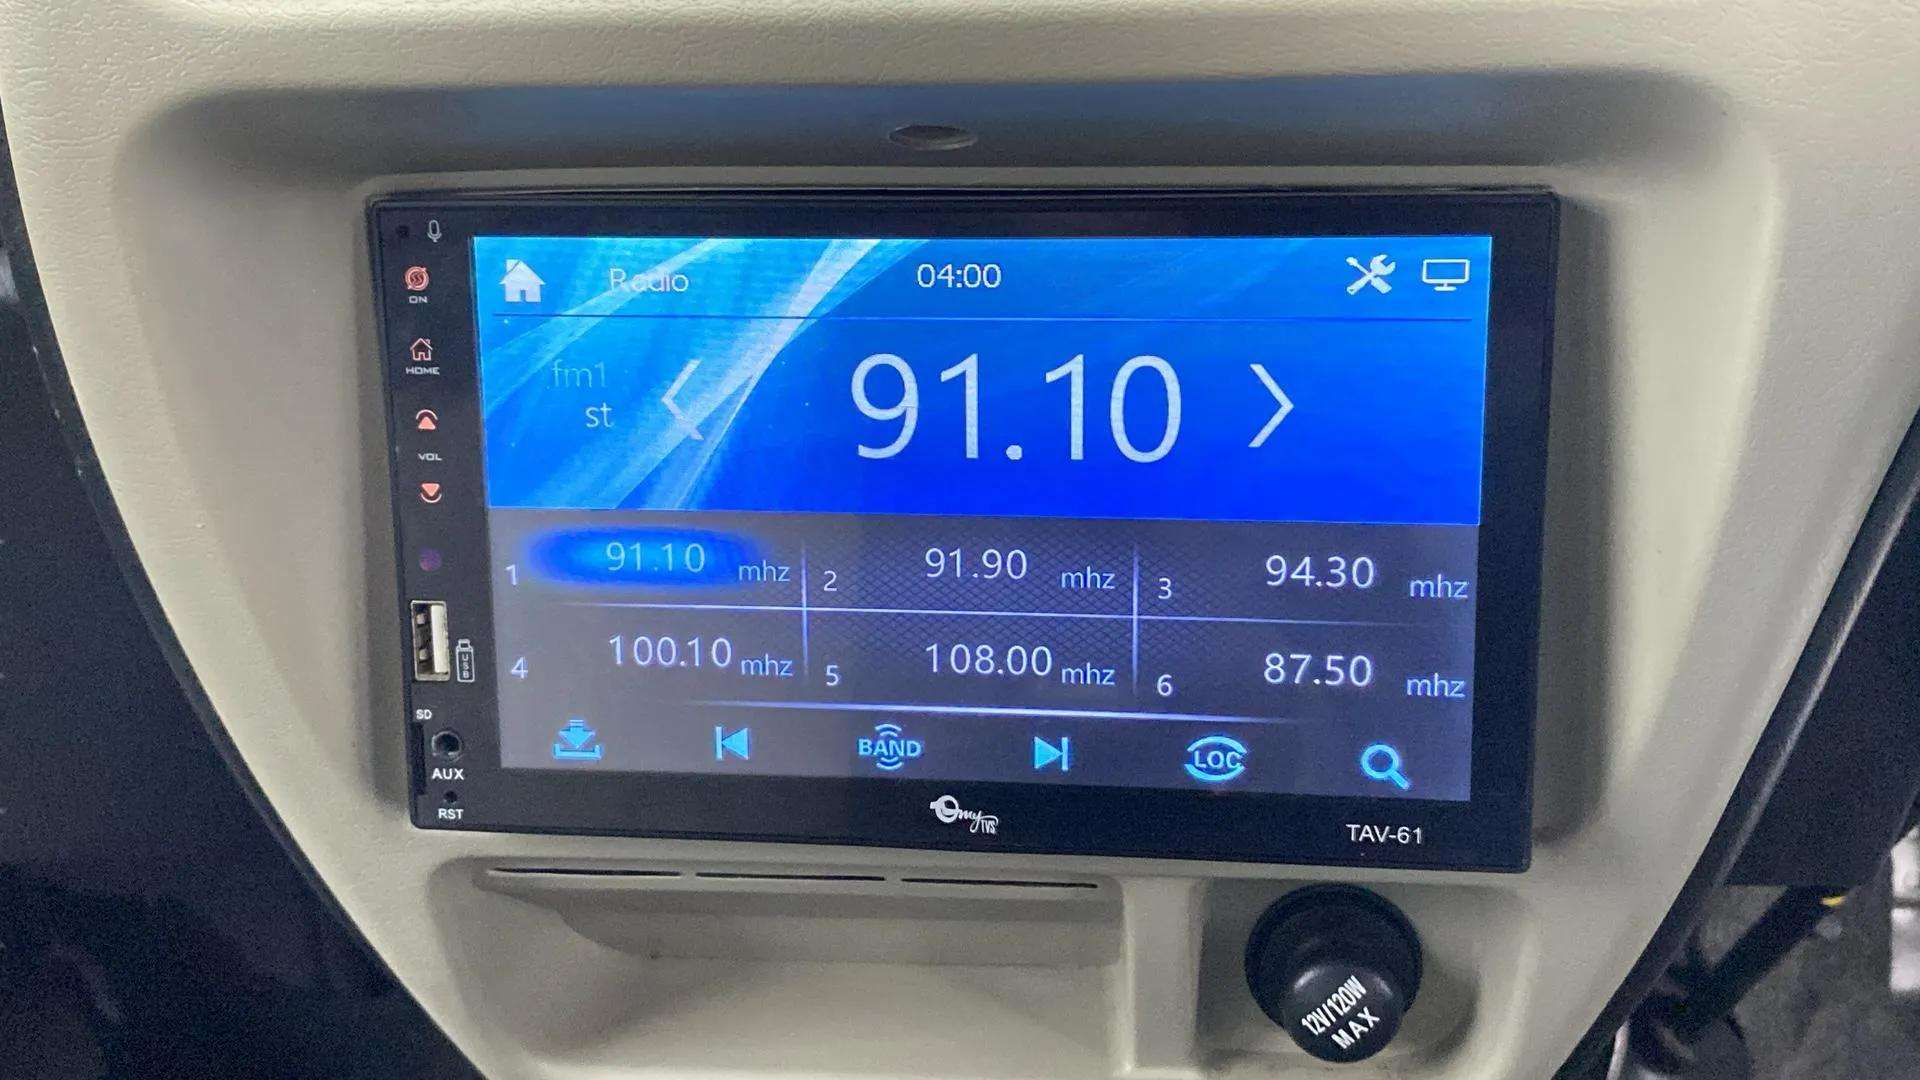 Radio 04:00
ON
HOME
fm1
st
91.10
VOL
1 91.10 mhz 2 91.90 mhz 3 94.30 mhz
4 100.10 mhz 5 108.00 mhz 6 87.50 mhz
USB
SD
BAND
LOC
AUX
RST
myTVS
TAV-61
12V/120W
MAX